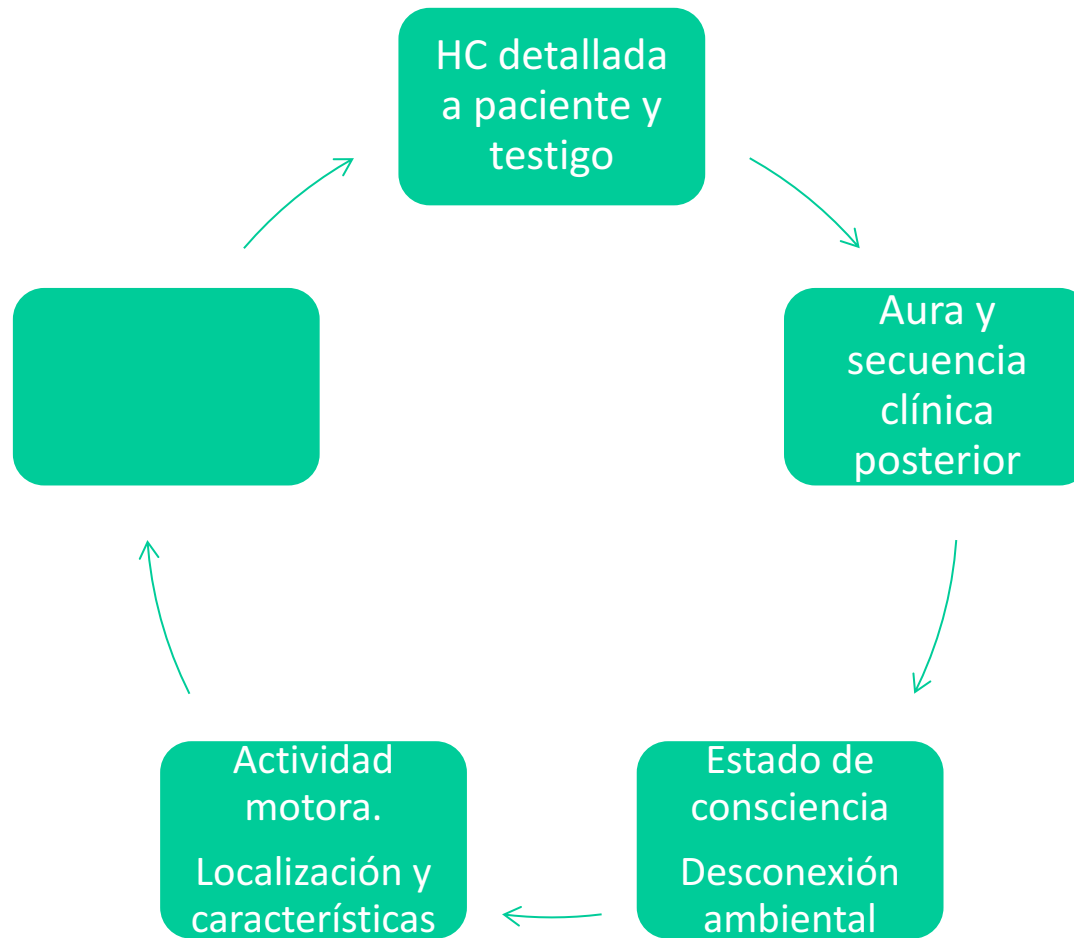 HC detallada
a paciente y
testigo
Aura y
secuencia
clínica
posterior
Estado de
consciencia
Desconexión
ambiental
Actividad
motora.
Localización y
características